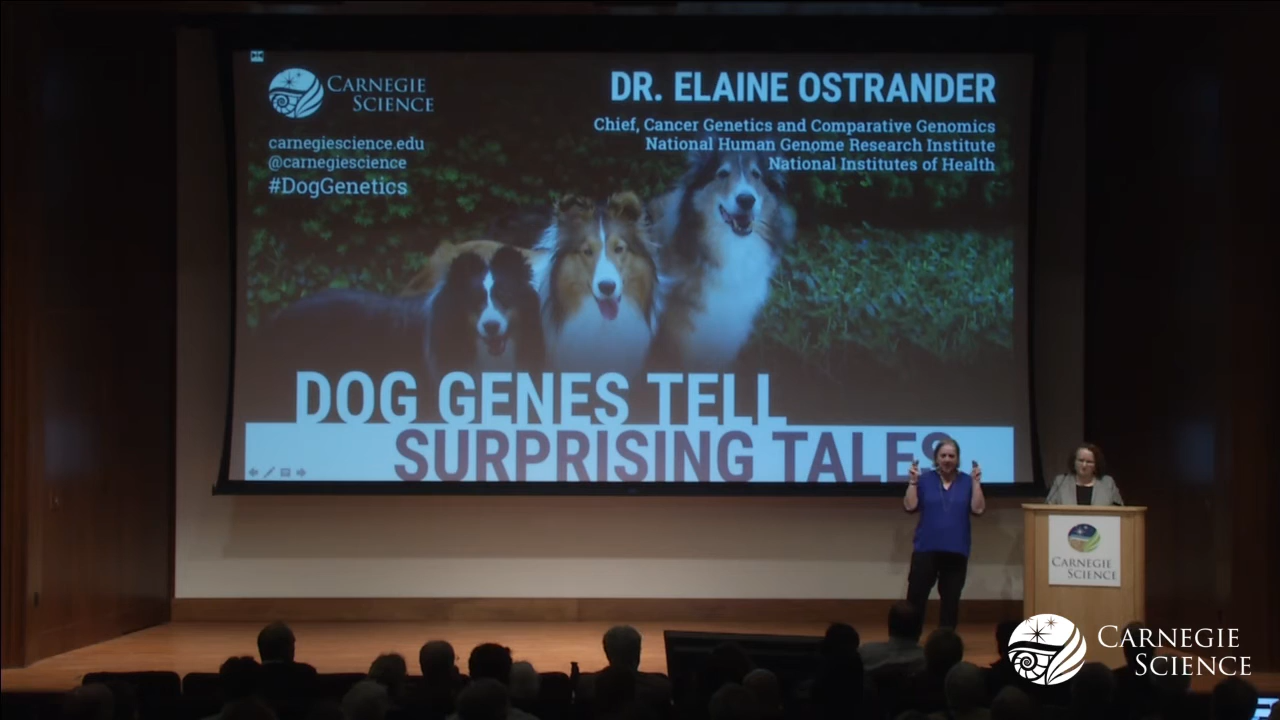 CARNEGIE
SCIENCE
carnegiescience.edu
@carnegiescience
#DogGenetics
DR. ELAINE OSTRANDER
Chief, Cancer Genetics and Comparative Genomics
National Human Genome Research Institute
National Institutes of Health
DOG GENES TELL
SURPRISING TALES
CARNEGIE
SCIENCE
CARNEGIE
SCIENCE